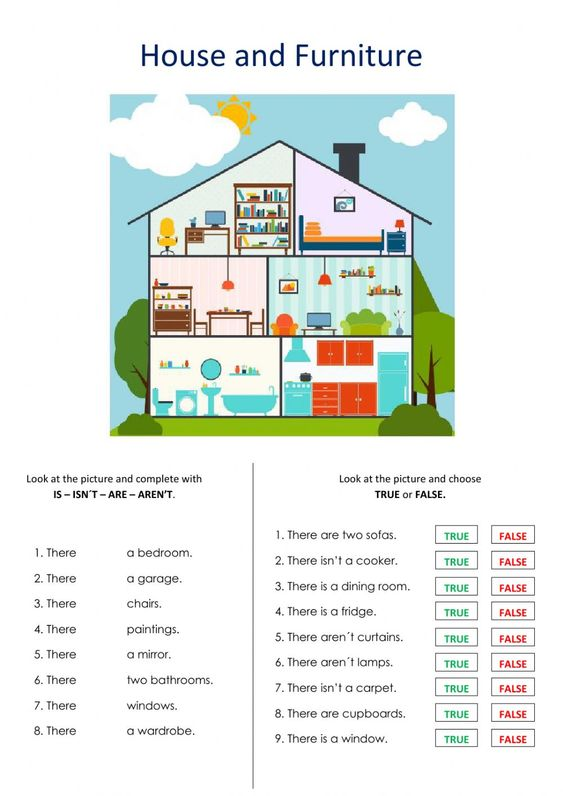 House and Furniture
Look at the picture and complete with
IS – ISN´T – ARE – AREN’T.
1. There a bedroom.
2. There a garage.
3. There chairs.
4. There paintings.
5. There a mirror.
6. There two bathrooms.
7. There windows.
8. There a wardrobe.
Look at the picture and choose
TRUE or FALSE.
1. There are two sofas. TRUE FALSE
2. There isn’t a cooker. TRUE FALSE
3. There is a dining room. TRUE FALSE
4. There is a fridge. TRUE FALSE
5. There aren´t curtains. TRUE FALSE
6. There aren´t lamps. TRUE FALSE
7. There isn’t a carpet. TRUE FALSE
8. There are cupboards. TRUE FALSE
9. There is a window. TRUE FALSE